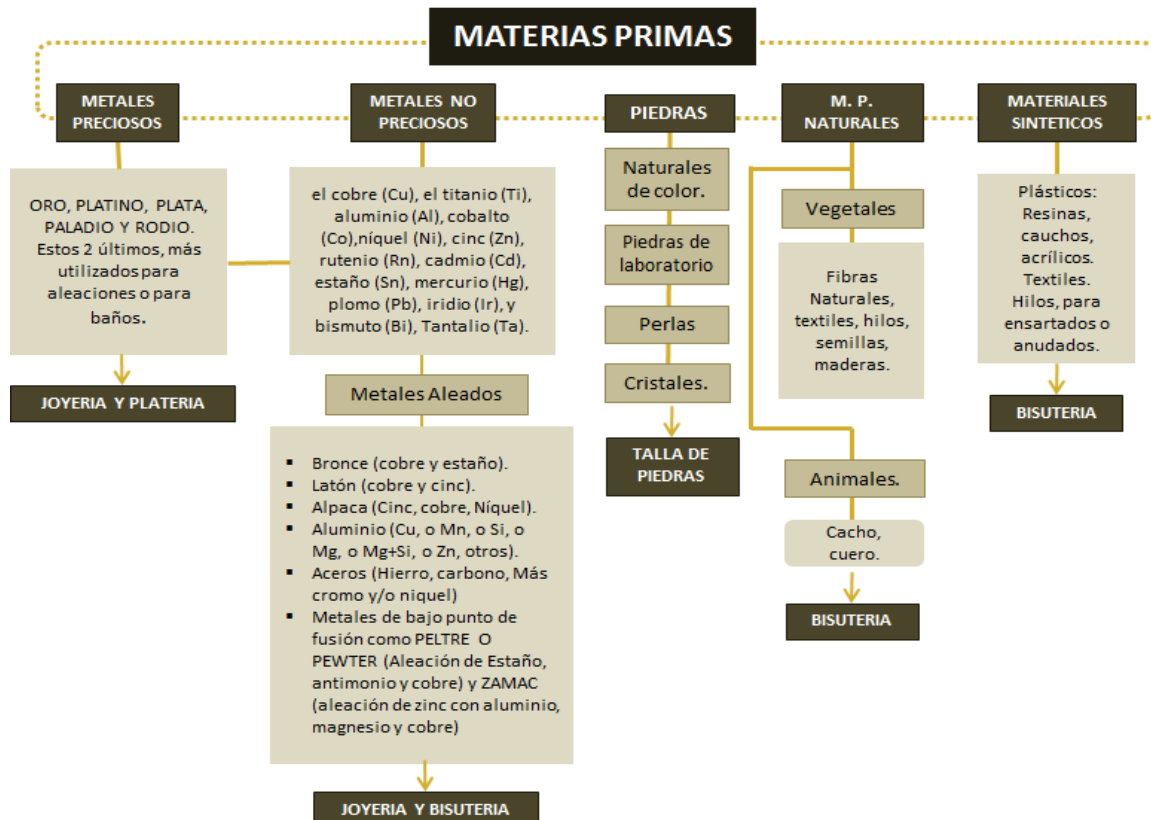 MATERIAS PRIMAS
METALES
PRECIOSOS
ORO, PLATINO, PLATA,
PALADIO Y RODIO.
Estos 2 últimos, más
utilizados para
aleaciones o para
baños.
JOYERIA Y PLATERIA
METALES NO
PRECIOSOS
el cobre (Cu), el titanio (Ti),
aluminio (Al), cobalto
(Co),níquel (Ni), cinc (Zn),
rutenio (Rn), cadmio (Cd),
estaño (Sn), mercurio (Hg),
plomo (Pb), iridio (Ir), y
bismuto (Bi), Tantalio (Ta).
Metales Aleados
▪ Bronce (cobre y estaño).
▪ Latón (cobre y cinc).
▪ Alpaca (Cinc, cobre, Níquel).
▪ Aluminio (Cu, o Mn, o Si, o
Mg, o Mg+Si, o Zn, otros).
▪ Aceros (Hierro, carbono, Más
cromo y/o niquel)
▪ Metales de bajo punto de
fusión como PELTRE O
PEWTER (Aleación de Estaño,
antimonio y cobre) y ZAMAC
(aleación de zinc con aluminio,
magnesio y cobre)
JOYERIA Y BISUTERIA
PIEDRAS
Naturales
de color.
Piedras de
laboratorio
Perlas
Cristales.
TALLA DE
PIEDRAS
M. P.
NATURALES
Vegetales
Fibras
Naturales,
textiles, hilos,
semillas,
maderas.
Animales.
Cacho,
cuero.
BISUTERIA
MATERIALES
SINTETICOS
Plásticos:
Resinas,
cauchos,
acrílicos.
Textiles.
Hilos, para
ensartados o
anudados.
BISUTERIA